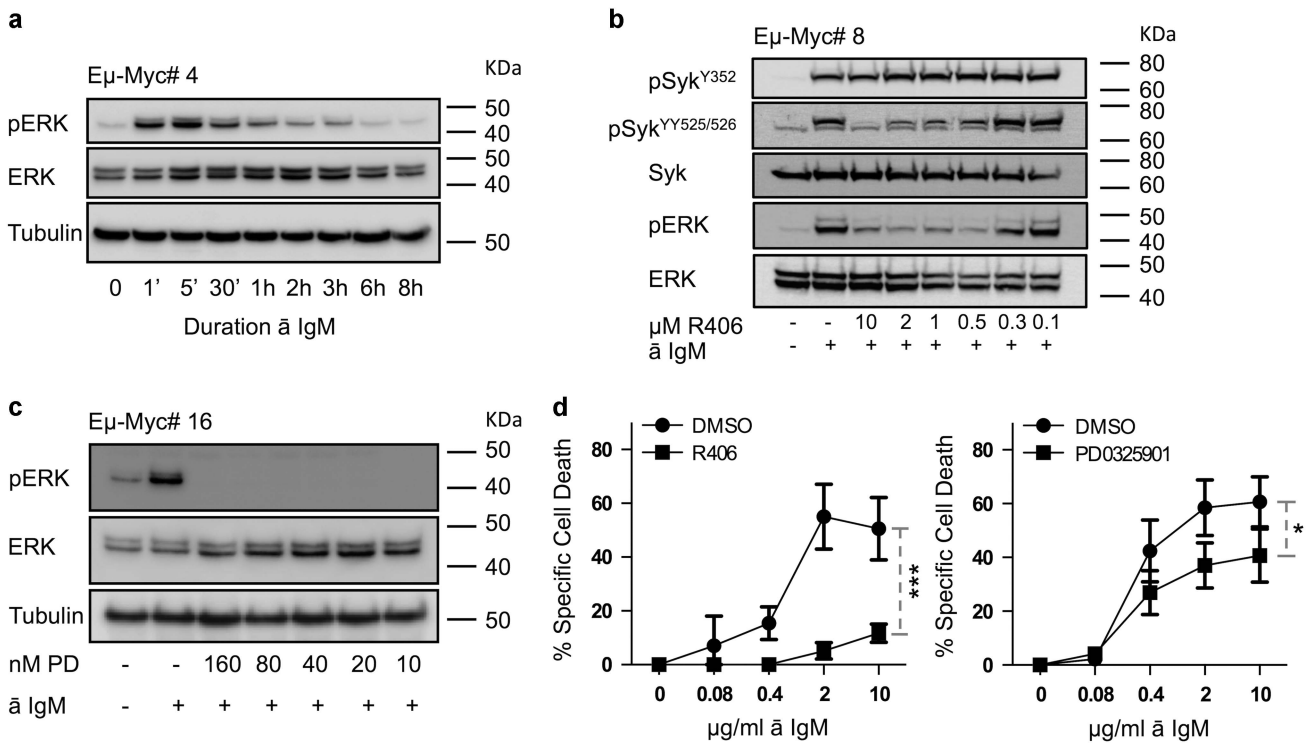 a
Eµ-Myc# 4
KDa
pERK
50
40
ERK
50
40
Tubulin
50
0 1’ 5’ 30’ 1h 2h 3h 6h 8h
Duration ā IgM
b
Eµ-Myc# 8
KDa
pSykY352
80
60
pSykYY525/526
80
60
Syk
80
60
pERK
50
40
ERK
50
40
µM R406 - - 10 2 1 0.5 0.3 0.1
ā IgM - + + + + + + +
c
Eµ-Myc# 16
KDa
pERK
50
40
ERK
50
40
Tubulin
50
nM PD - - 160 80 40 20 10
ā IgM - + + + + + +
d
DMSO
R406
% Specific Cell Death
80
60
40
20
0
0 0.08 0.4 2 10
µg/ml ā IgM
***
DMSO
PD0325901
% Specific Cell Death
80
60
40
20
0
0 0.08 0.4 2 10
µg/ml ā IgM
*